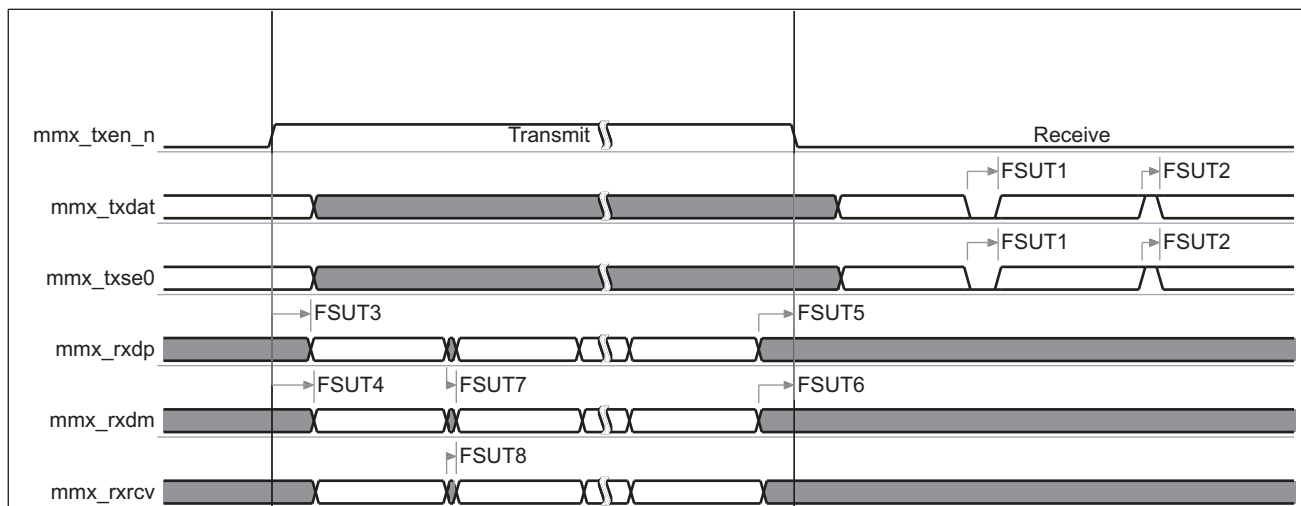 mmx_txen_n Transmit Receive
FSUT1 FSUT2
mmx_txdat
FSUT1 FSUT2
mmx_txse0
FSUT3 FSUT5
mmx_rxdp
FSUT4 FSUT7 FSUT6
mmx_rxdm
FSUT8
mmx_rxrcv